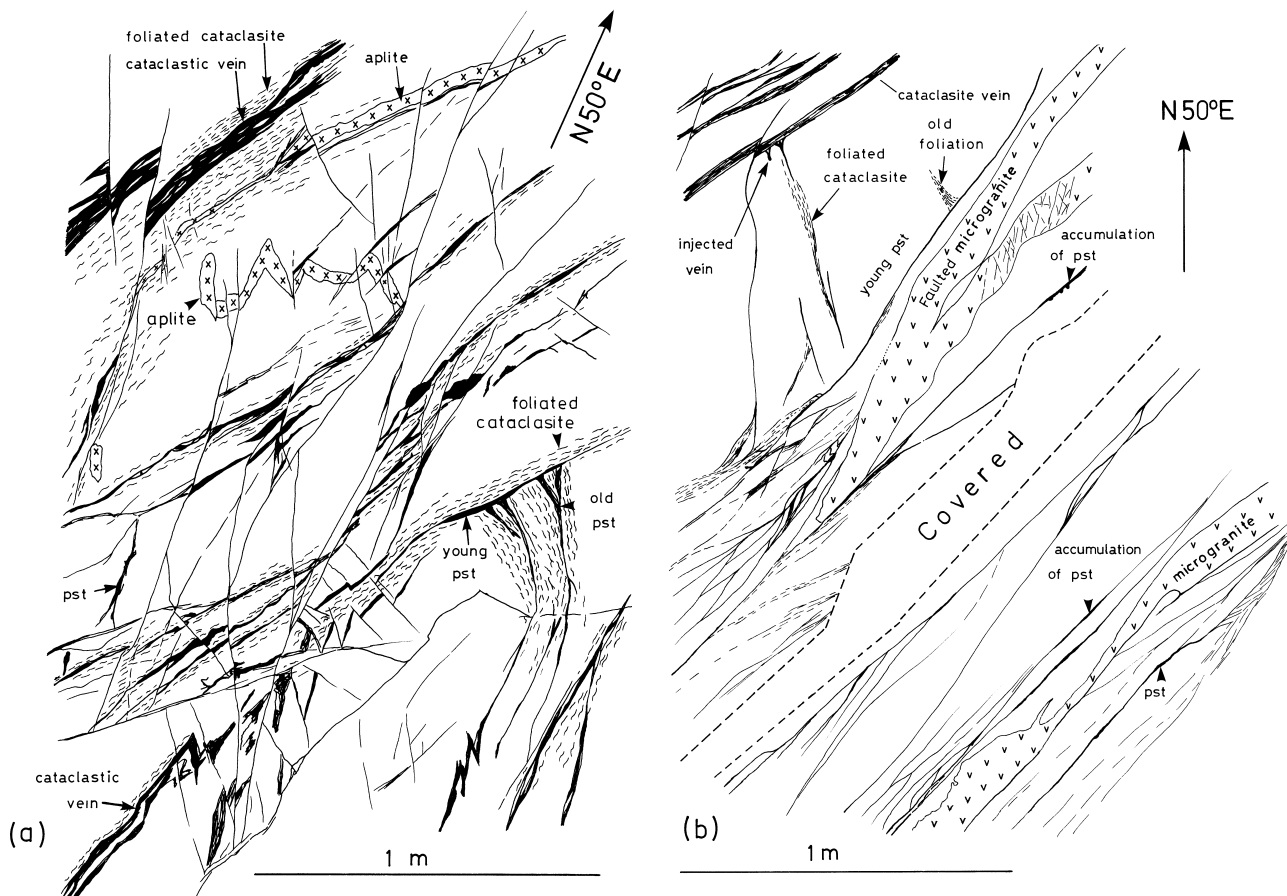 foliated cataclasite
cataclastic vein
aplite
N50°E
aplite
foliated
cataclasite
old
pst
young
pst
pst
cataclastic
vein
(a)
1 m
cataclasite vein
old
foliation
foliated
cataclasite
injected
vein
young pst
Faulted microgranite
accumulation
of pst
N50°E
Covered
accumulation
of pst
microgranite
pst
(b)
1m